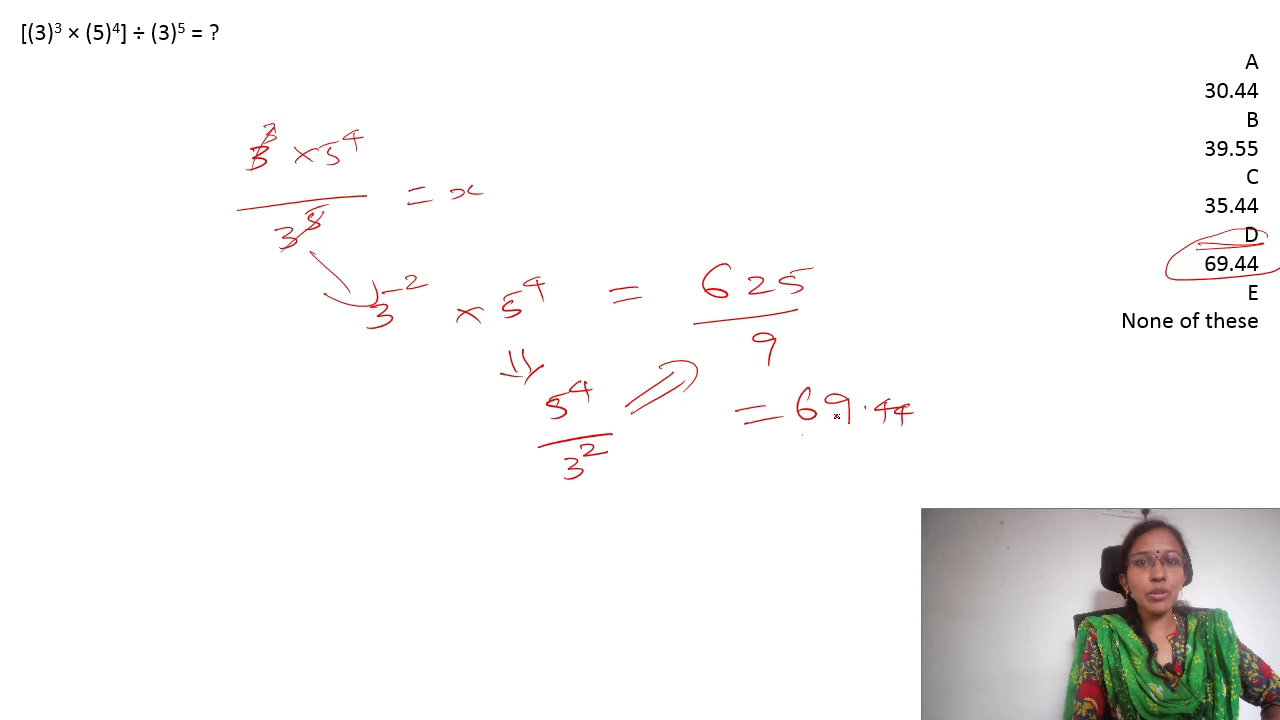 [(3)³ × (5)⁴] ÷ (3)⁵ = ?
A
30.44
B
39.55
C
35.44
D
69.44
E
None of these
3³ × 5⁴
3⁵
= x
3⁻² × 5⁴ = 625
9
5⁴
3²
= 69.44